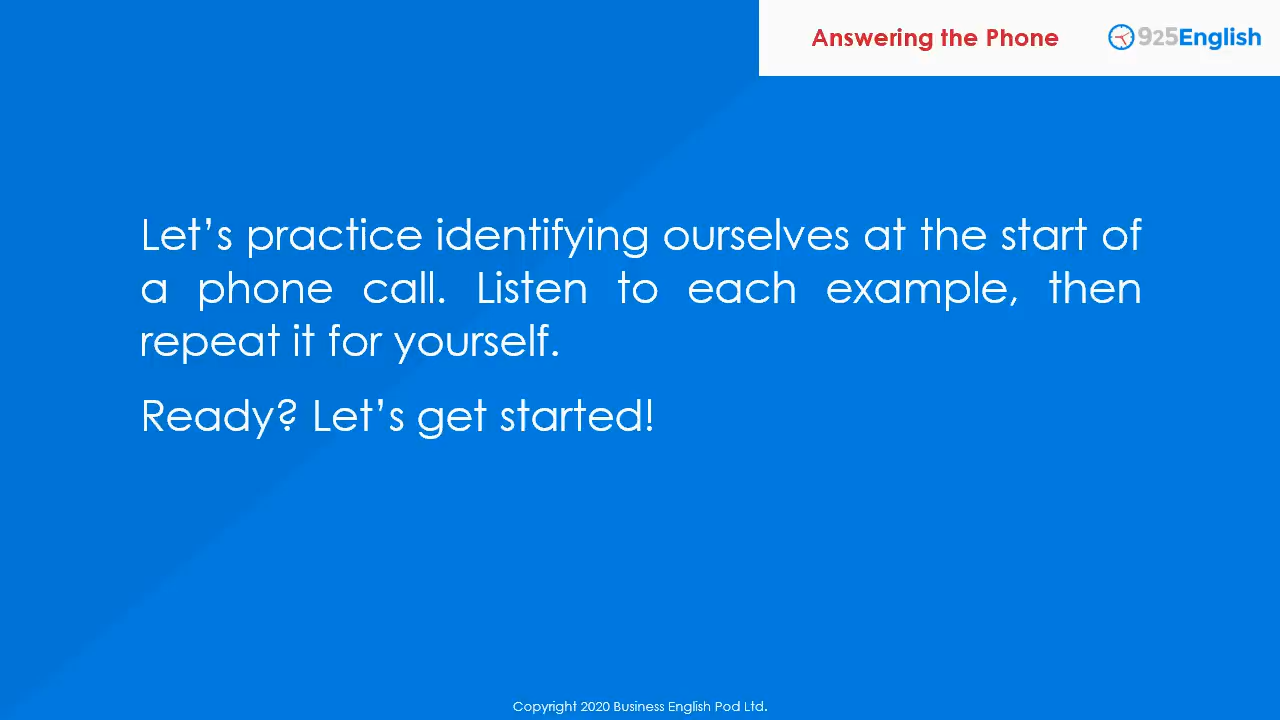 Answering the Phone
925English
Let's practice identifying ourselves at the start of
a phone call. Listen to each example, then
repeat it for yourself.
Ready? Let's get started!
Copyright 2020 Business English Pod Ltd.